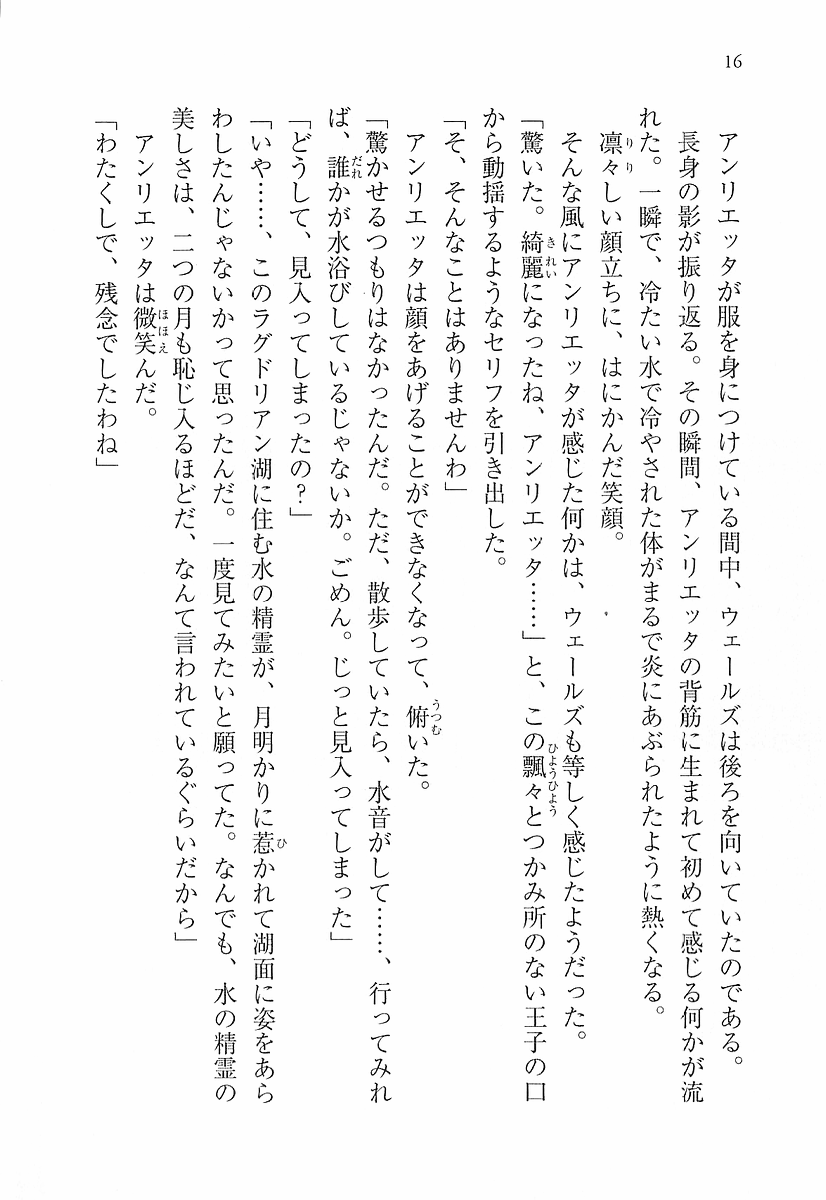 16
アンリエッタが服を身につけている間中、ウェールズは後ろを向いていたのである。
長身の影が振り返る。その瞬間、アンリエッタの背筋に生まれて初めて感じる何かが流
れた。一瞬で、冷たい水で冷やされた体がまるで炎にあぶられたように熱くなる。
凛々しい顔立ちに、はにかんだ笑顔。
そんな風にアンリエッタが感じた何かは、ウェールズも等しく感じたようだった。
「驚いた。綺麗になったね、アンリエッタ……」と、この飄々とつかみ所のない王子の口
から動揺するようなセリフを引き出した。
「そ、そんなことはありませんわ」
アンリエッタは顔をあげることができなくなって、俯いた。
「驚かせるつもりはなかったんだ。ただ、散歩していたら、水音がして……、行ってみれ
ば、誰かが水浴びしているじゃないか。ごめん。じっと見入ってしまった」
「どうして、見入ってしまったの?」
「いや……、このラグドリアン湖に住む水の精霊が、月明かりに惹かれて湖面に姿をあら
わしたんじゃないかって思ったんだ。一度見てみたいと願ってた。なんでも、水の精霊の
美しさは、二つの月も恥じ入るほどだ、なんて言われているぐらいだから」
アンリエッタは微笑んだ。
「わたくしで、残念でしたわね」